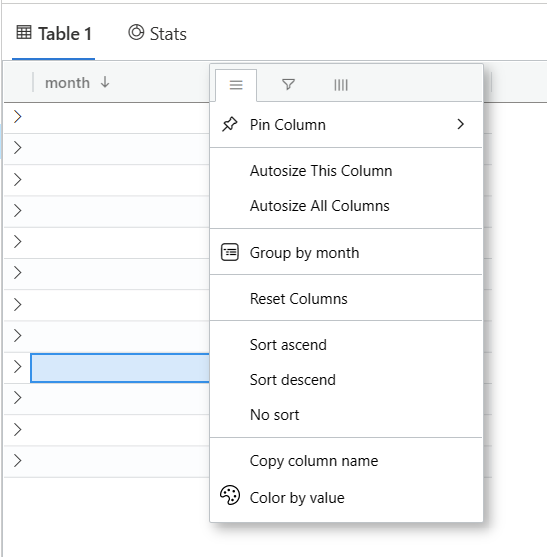 Table 1
Stats
month
Pin Column
Autosize This Column
Autosize All Columns
Group by month
Reset Columns
Sort ascend
Sort descend
No sort
Copy column name
Color by value